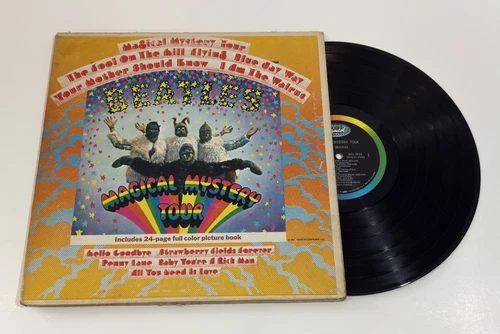 Magical Mystery Tour
The Fool On The Hill Flying Blue Jay Way
Your Mother Should Know I Am The Walrus
BEATLES
MAGICAL MYSTERY
TOUR
Includes 24-page full color picture book
Hello Goodbye Strawberry Fields Forever
Penny Lane Baby You're A Rich Man
All You Need Is Love
Capitol
1